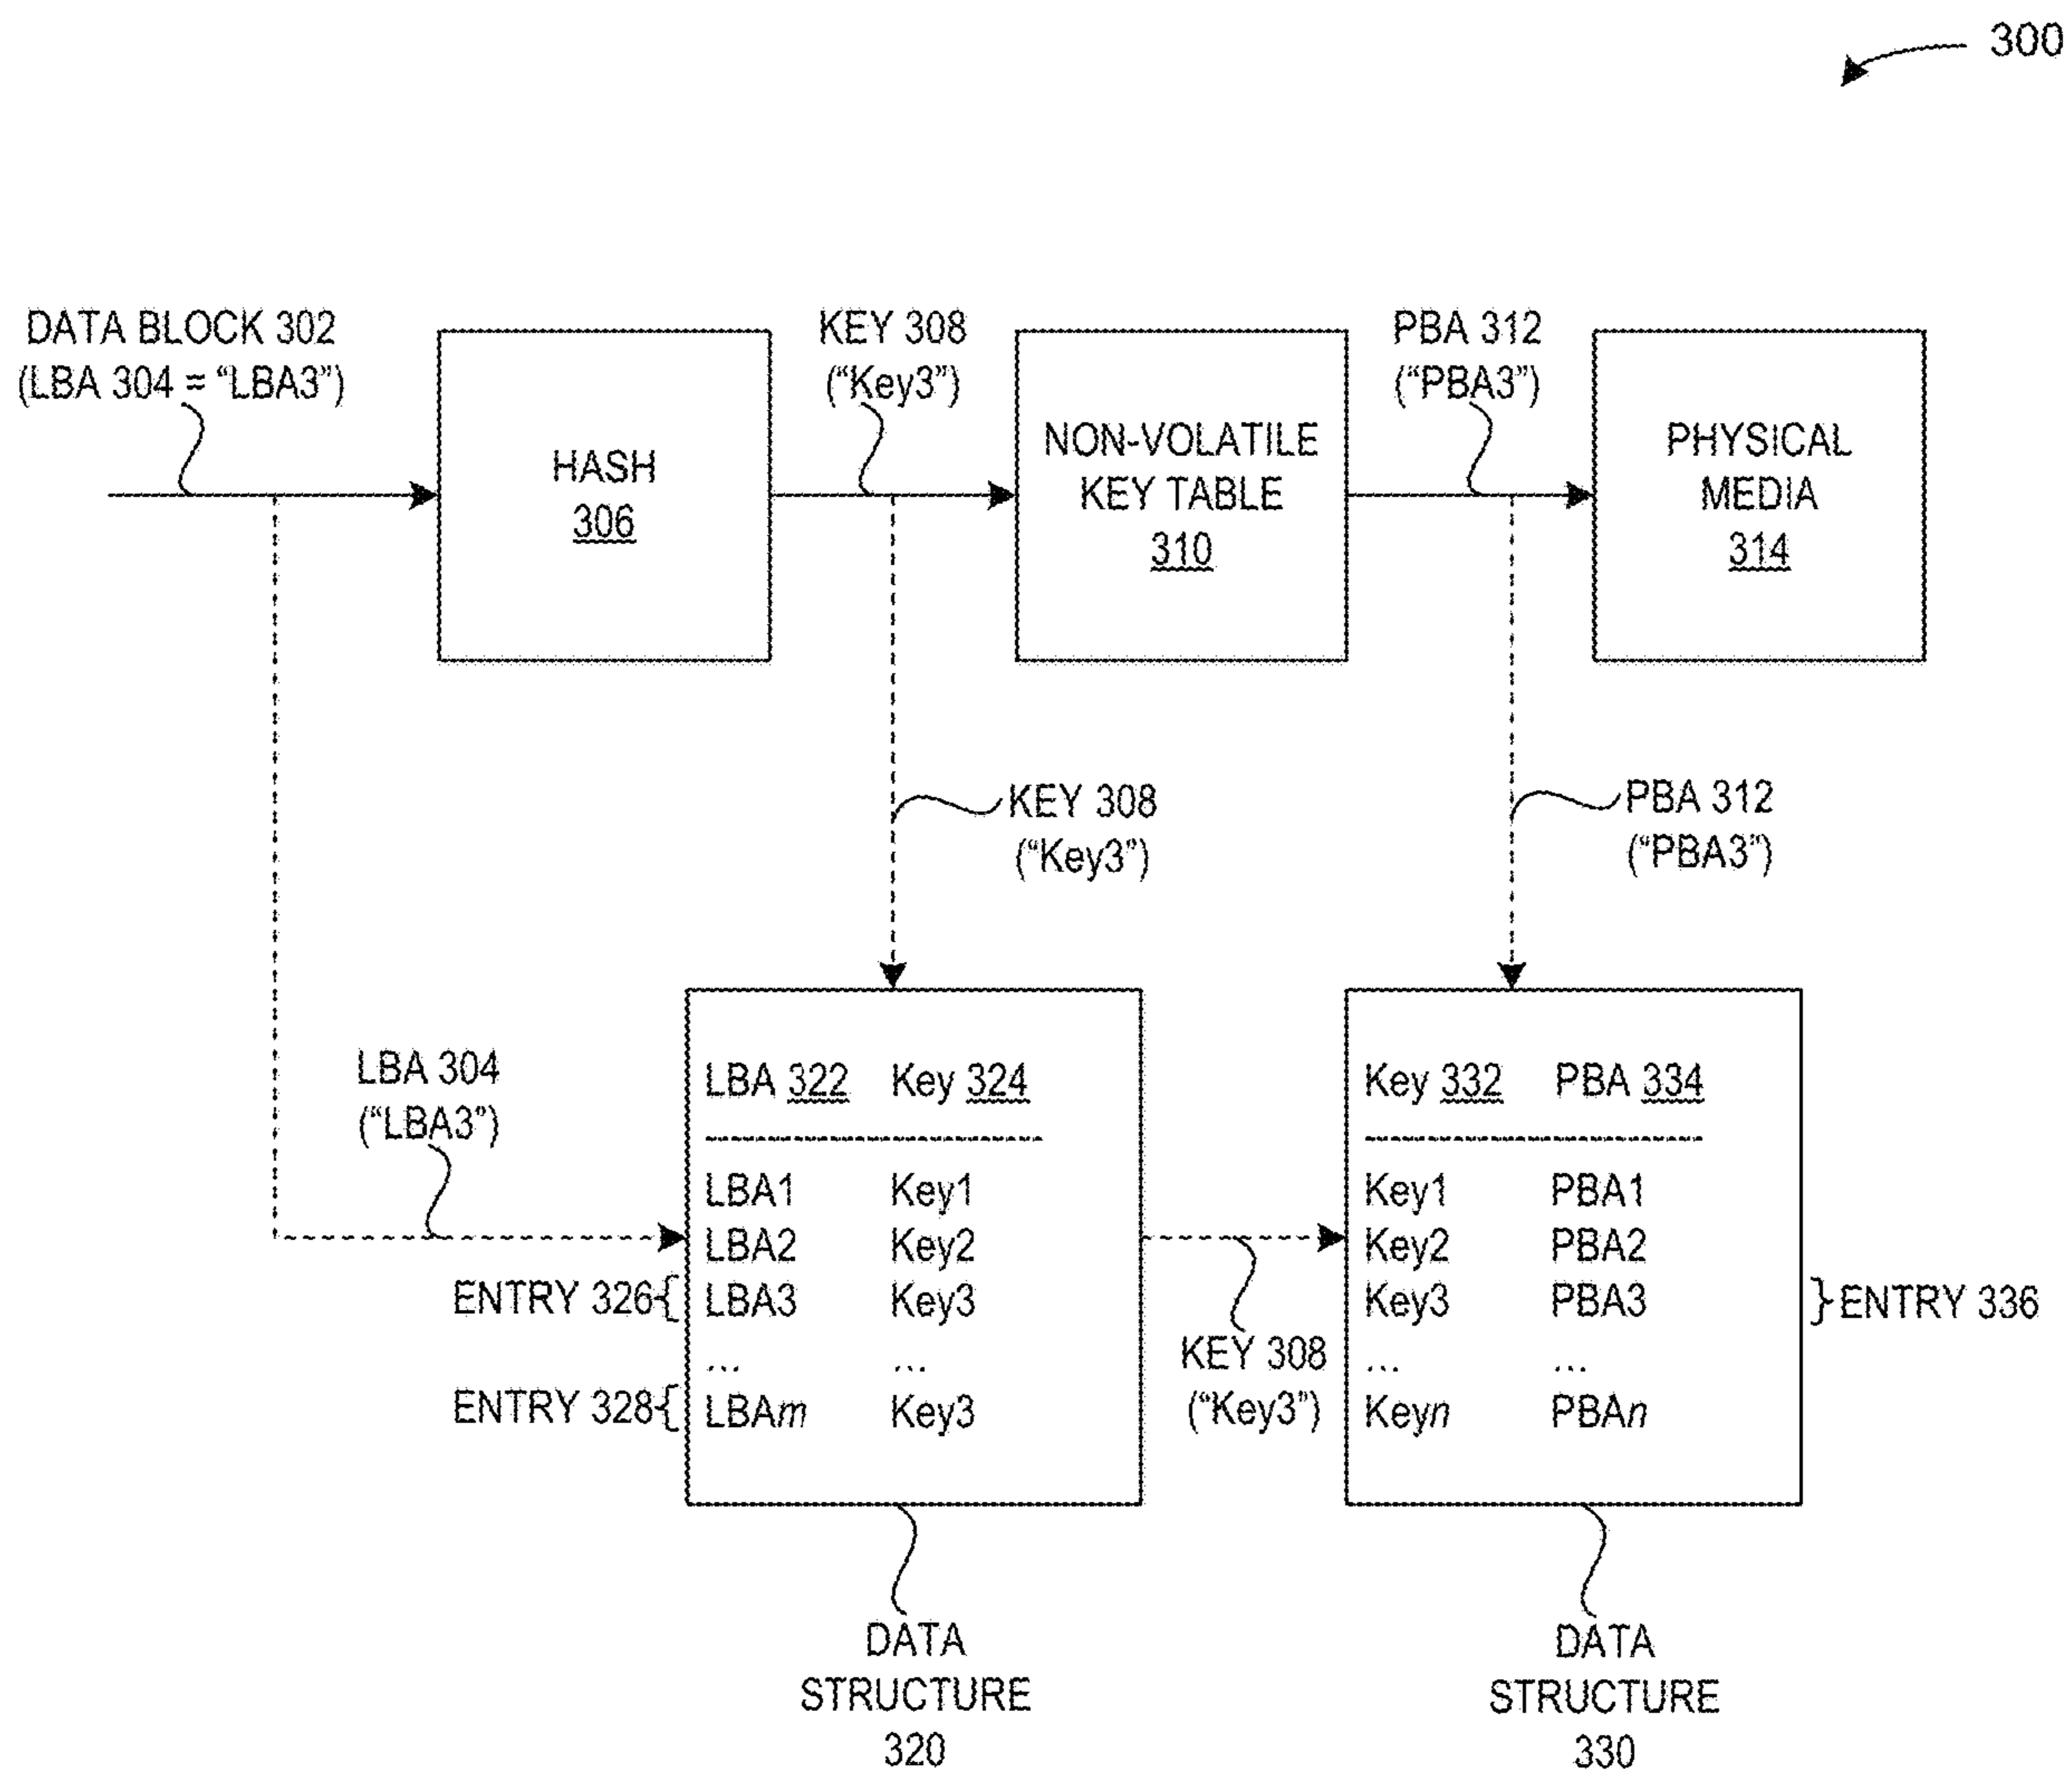 300
DATA BLOCK 302
(LBA 304 = "LBA3")
HASH
306
KEY 308
("Key3")
NON-VOLATILE
KEY TABLE
310
PBA 312
("PBA3")
PHYSICAL
MEDIA
314
KEY 308
("Key3")
PBA 312
("PBA3")
LBA 304
("LBA3")
LBA 322 Key 324
LBA1 Key1
LBA2 Key2
ENTRY 326{ LBA3 Key3
... ...
ENTRY 328{ LBAm Key3
KEY 308
("Key3")
Key 332 PBA 334
Key1 PBA1
Key2 PBA2
Key3 PBA3 }ENTRY 336
... ...
Keyn PBAn
DATA
STRUCTURE
320
DATA
STRUCTURE
330